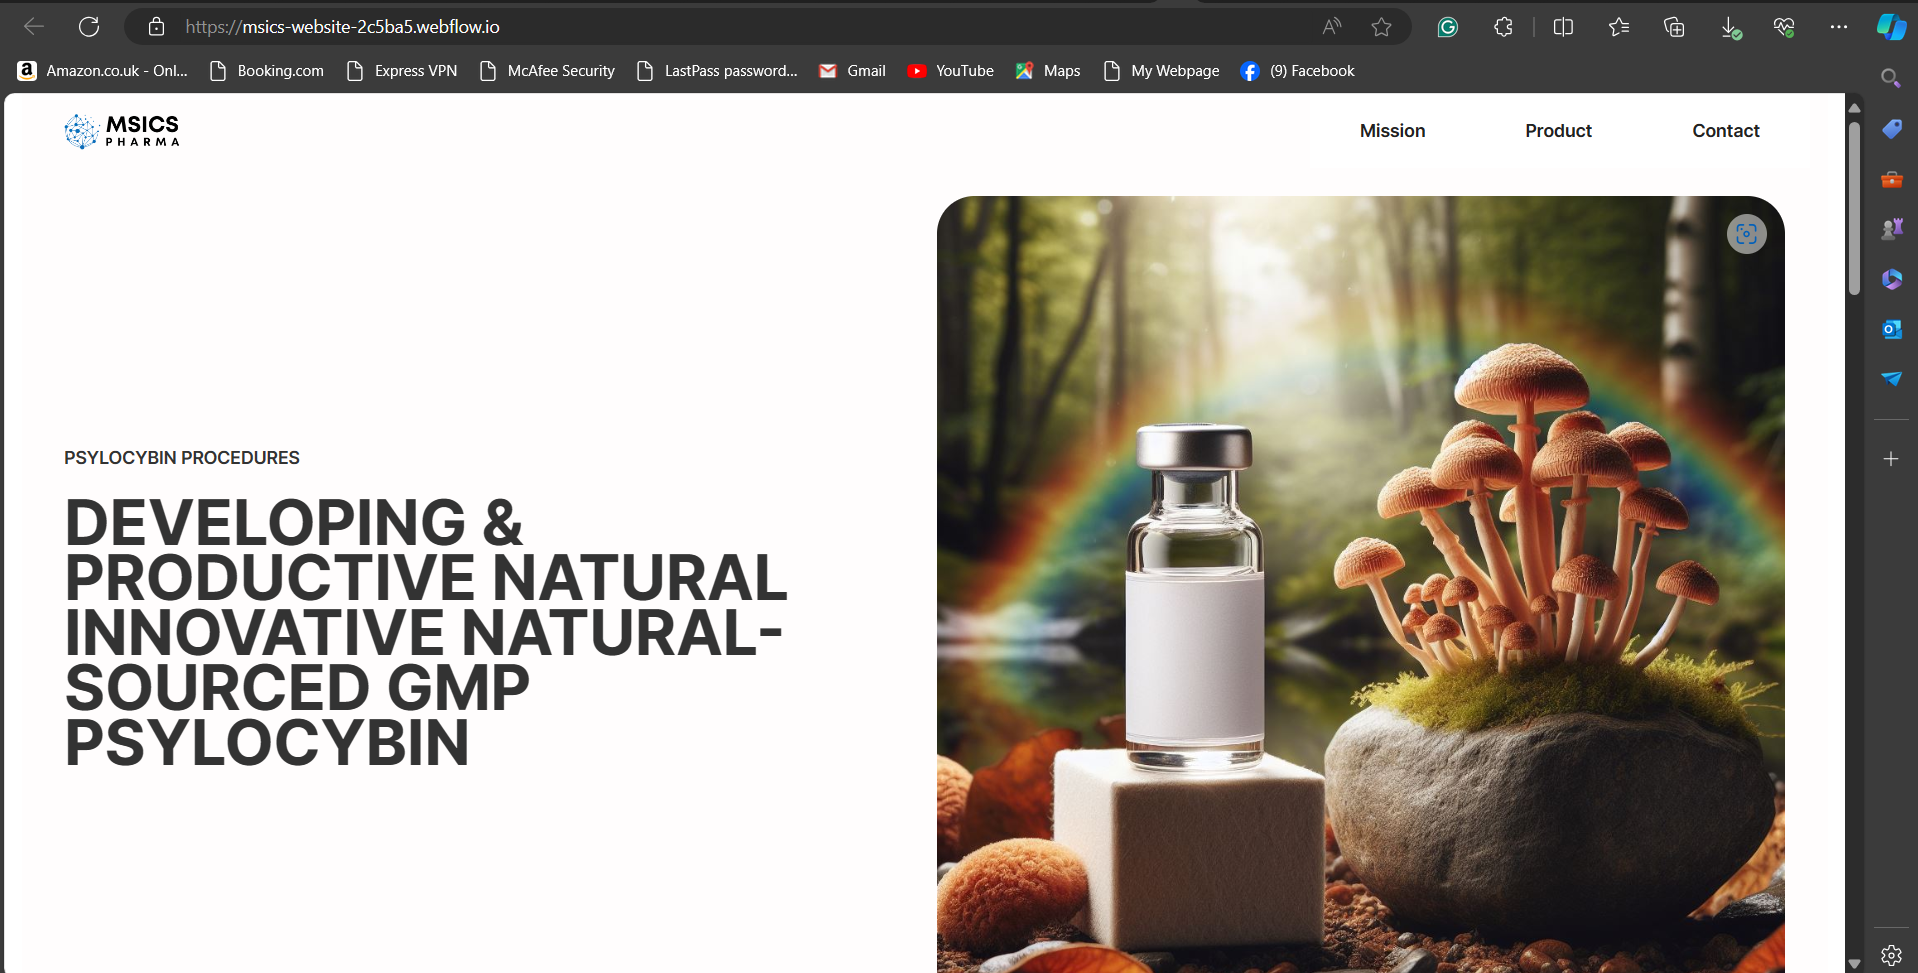 https://msics-website-2c5ba5.webflow.io
Amazon.co.uk - Onl...
Booking.com
Express VPN
McAfee Security
LastPass password...
Gmail
YouTube
Maps
My Webpage
(9) Facebook
MSICS
PHARMA
Mission
Product
Contact
PSYLOCYBIN PROCEDURES
DEVELOPING &
PRODUCTIVE NATURAL
INNOVATIVE NATURAL-
SOURCED GMP
PSYLOCYBIN